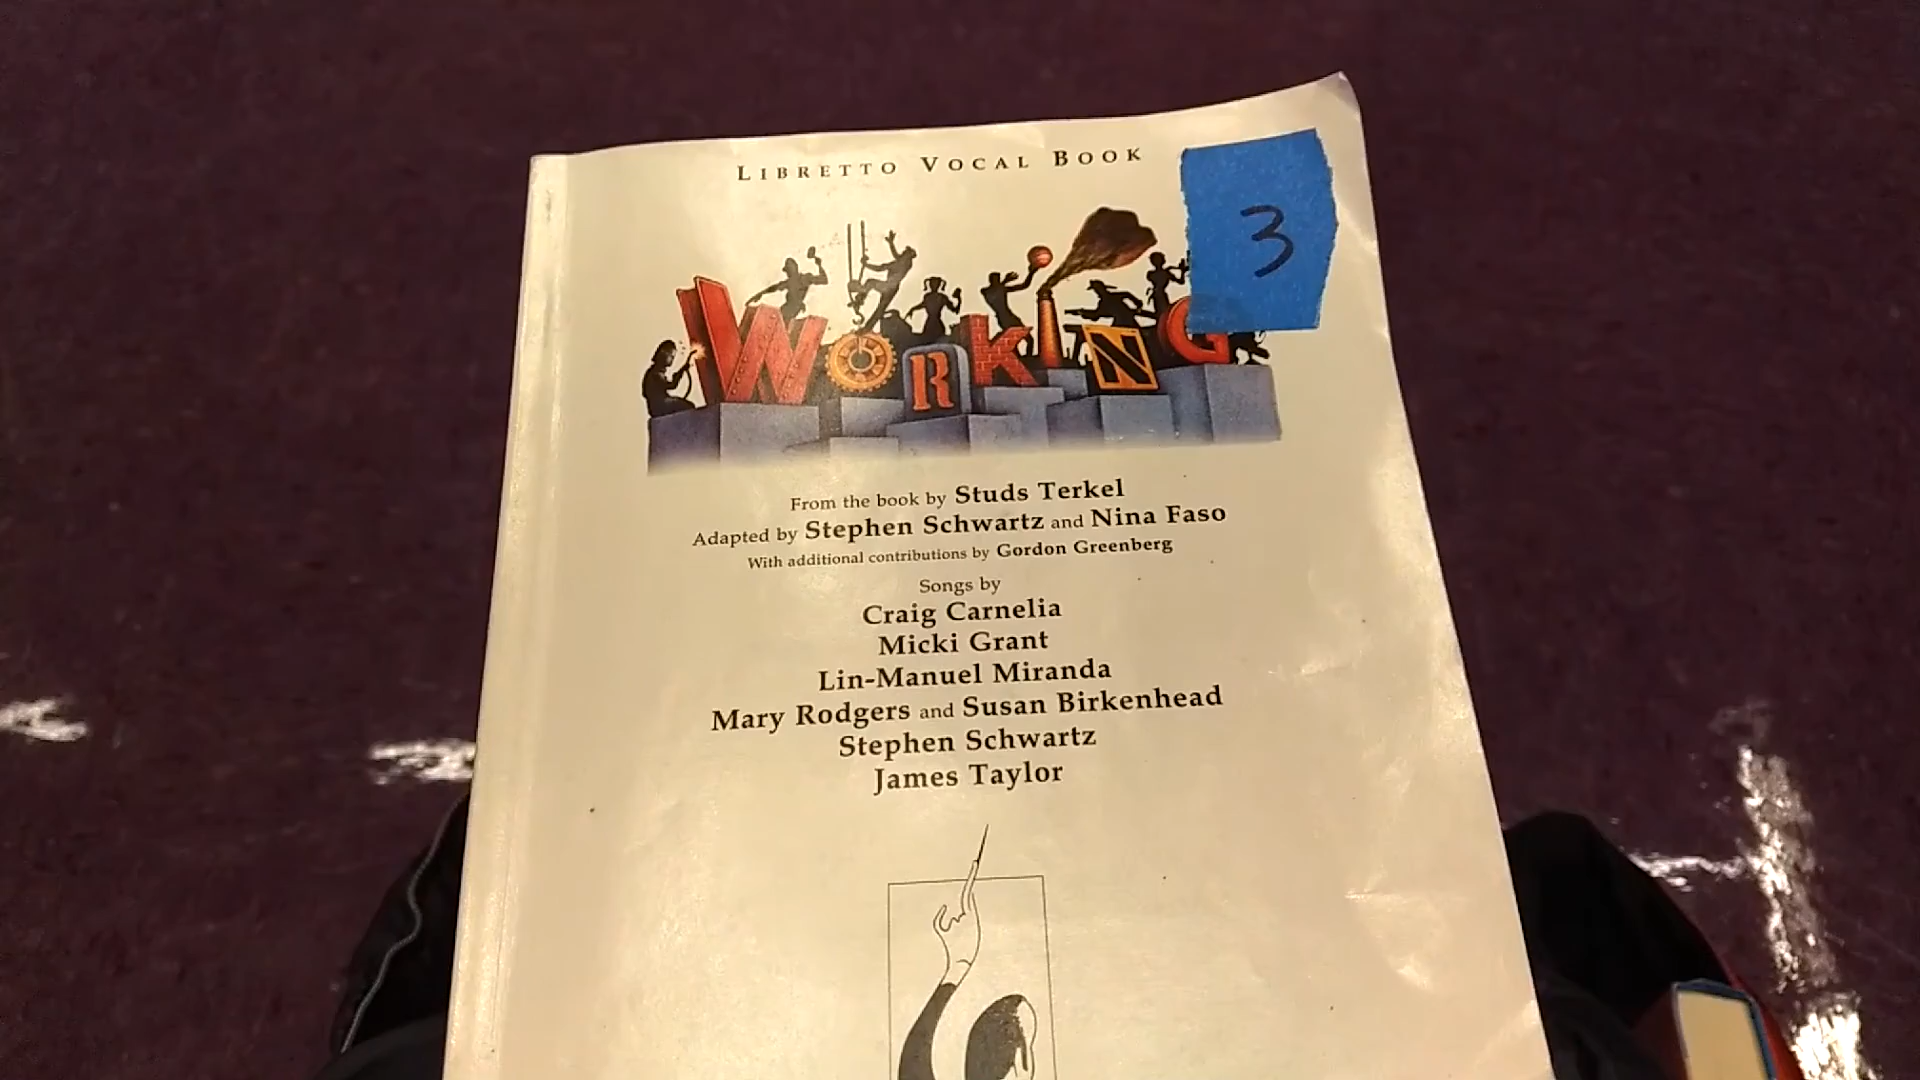 LIBRETTO VOCAL BOOK
3
WORKING
From the book by Studs Terkel
Adapted by Stephen Schwartz and Nina Faso
With additional contributions by Gordon Greenberg
Songs by
Craig Carnelia
Micki Grant
Lin-Manuel Miranda
Mary Rodgers and Susan Birkenhead
Stephen Schwartz
James Taylor